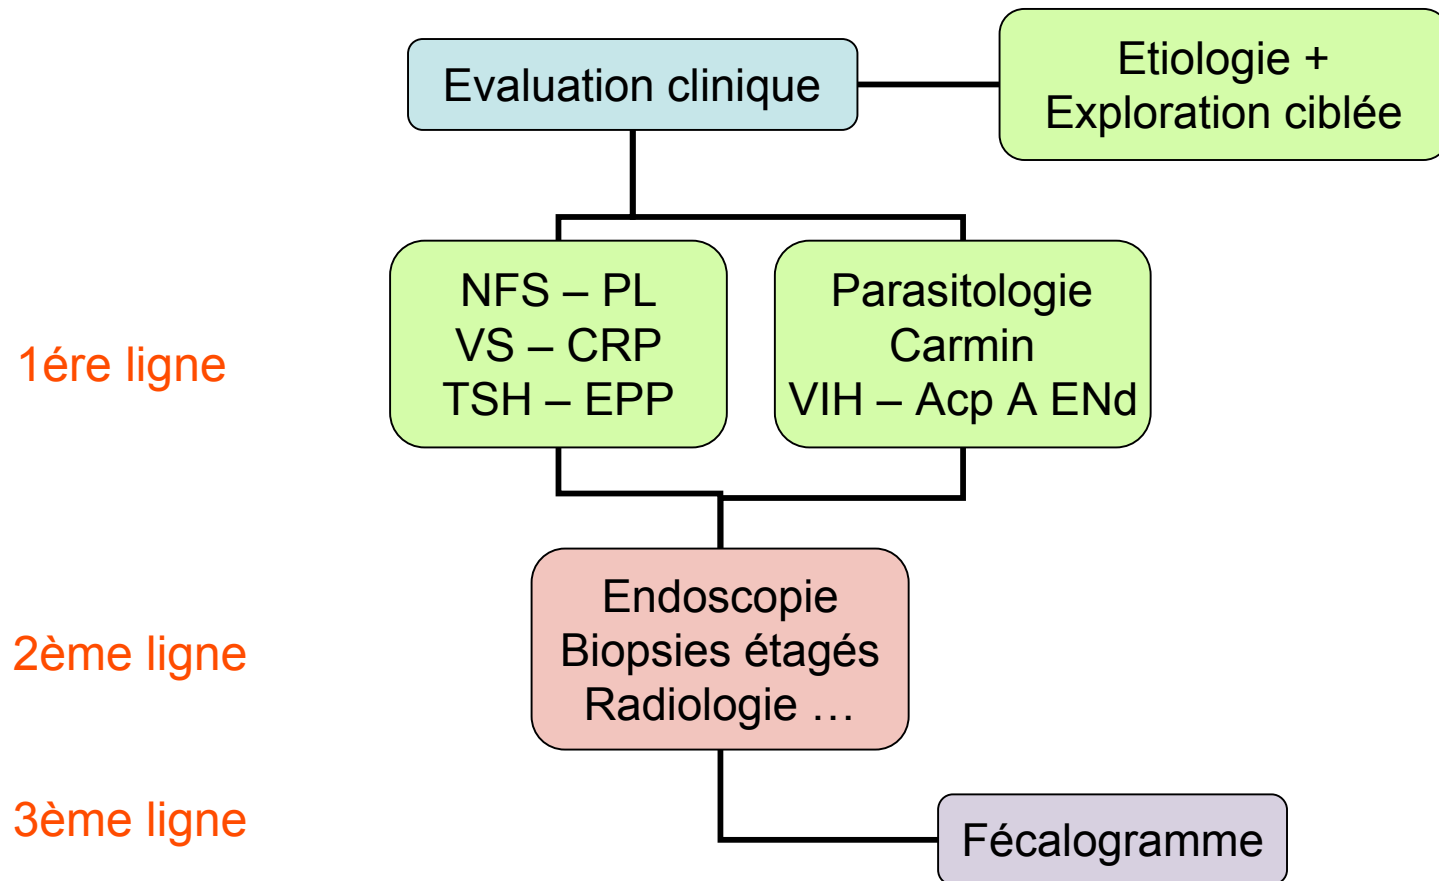 Evaluation clinique
Etiologie +
Exploration ciblée
1ére ligne
NFS – PL
VS – CRP
TSH – EPP
Parasitologie
Carmin
VIH – Acp A ENd
2ème ligne
Endoscopie
Biopsies étagés
Radiologie …
3ème ligne
Fécalogramme